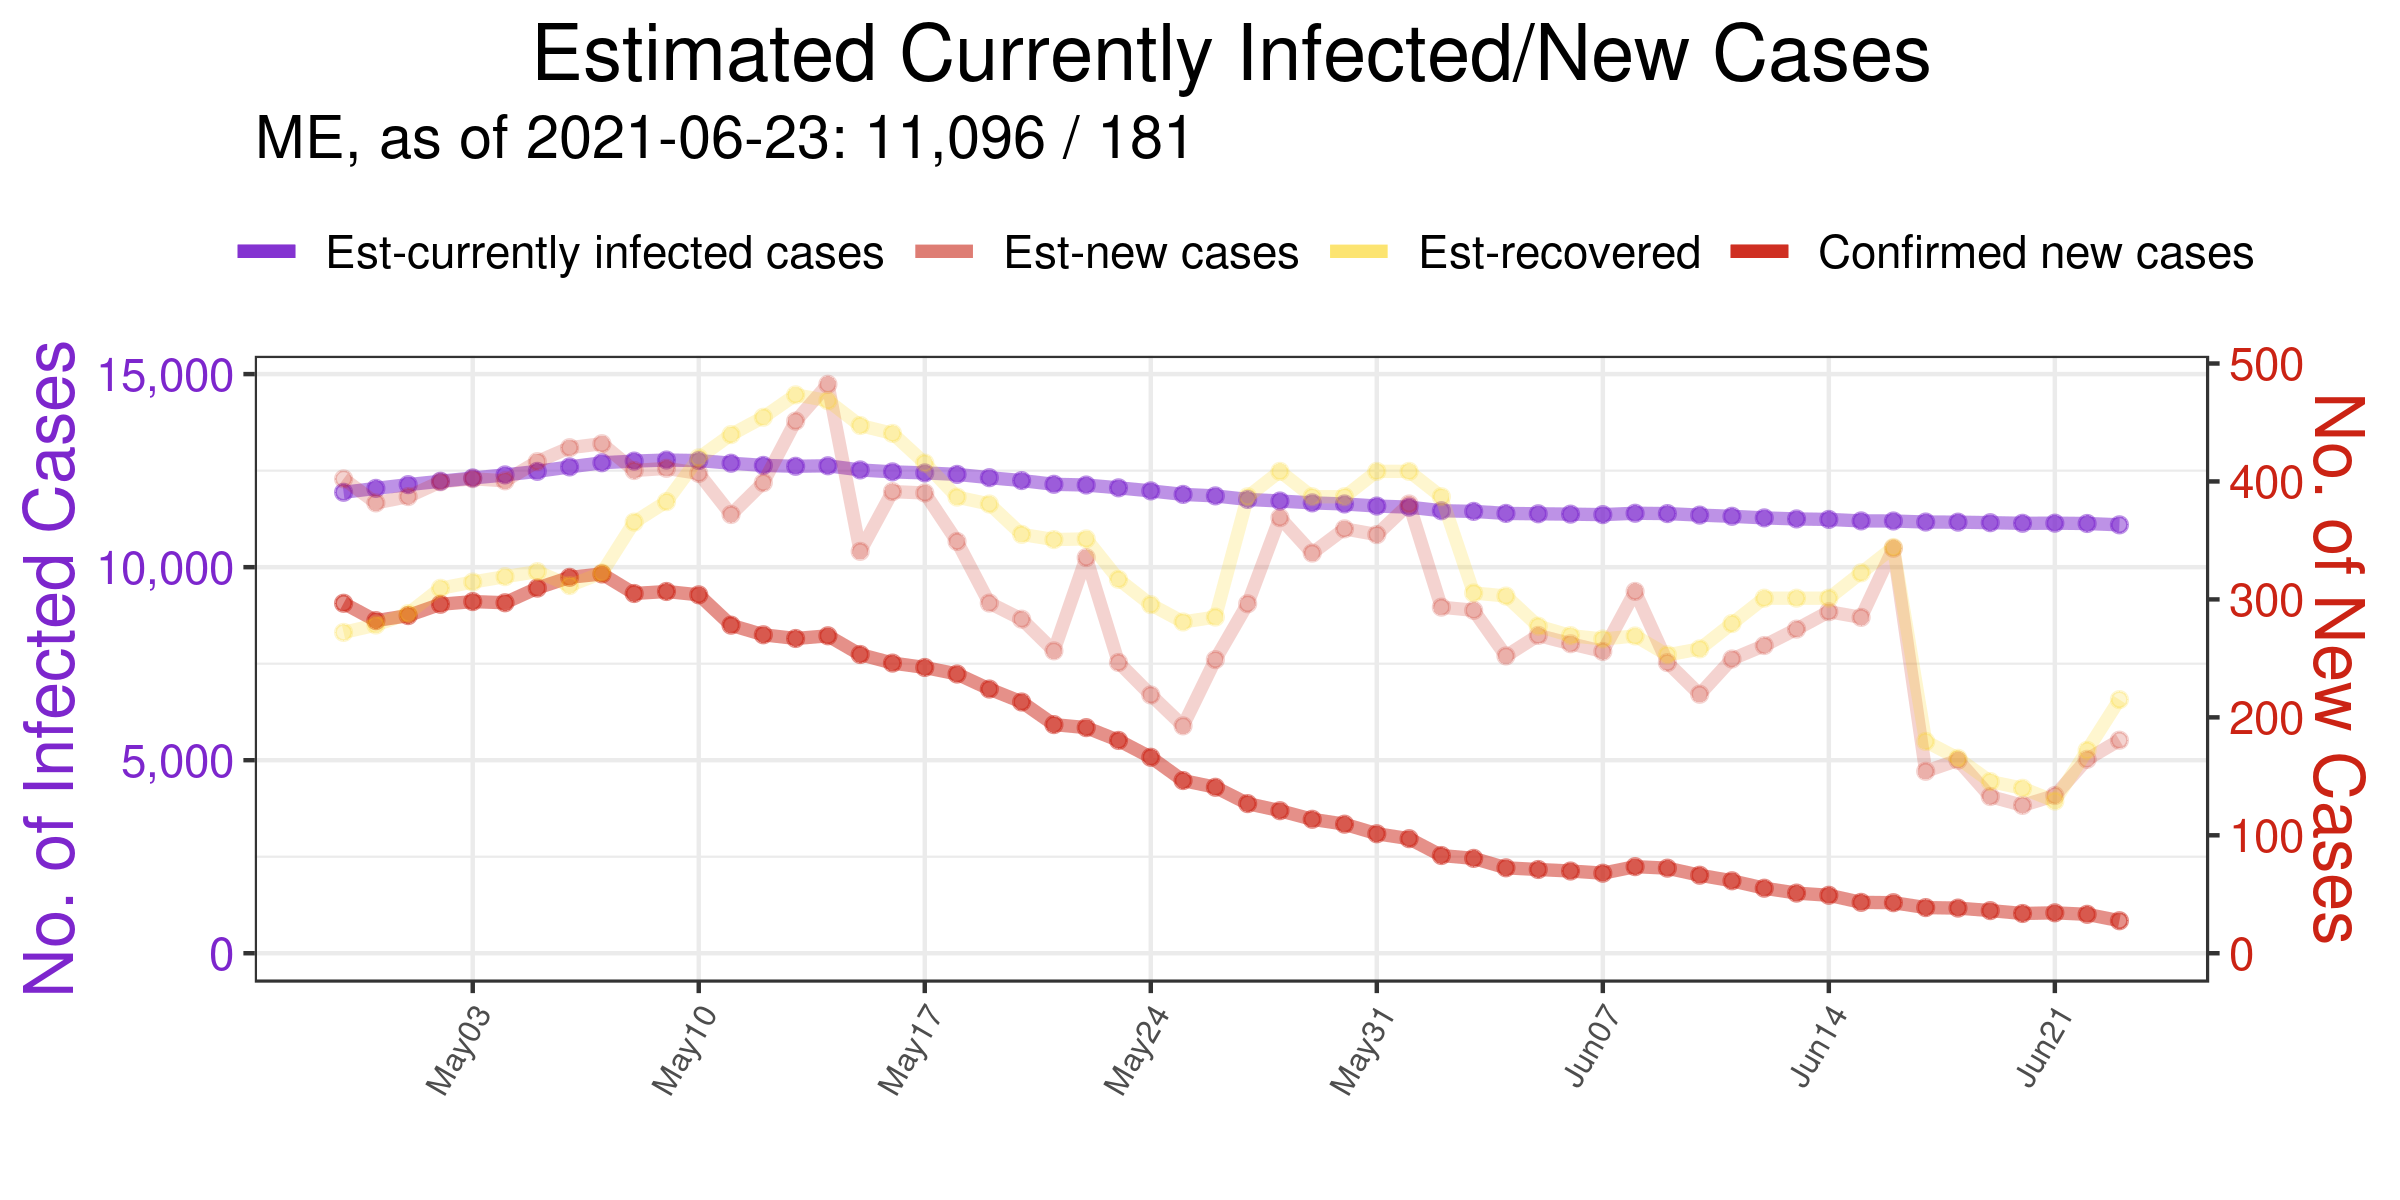 Estimated Currently Infected/New Cases
ME, as of 2021-06-23: 11,096 / 181
Est-currently infected cases Est-new cases Est-recovered Confirmed new cases
No. of Infected Cases
15,000
10,000
5,000
0
500
400
300
200
100
0
No. of New Cases
May03 May10 May17 May24 May31 Jun07 Jun14 Jun21